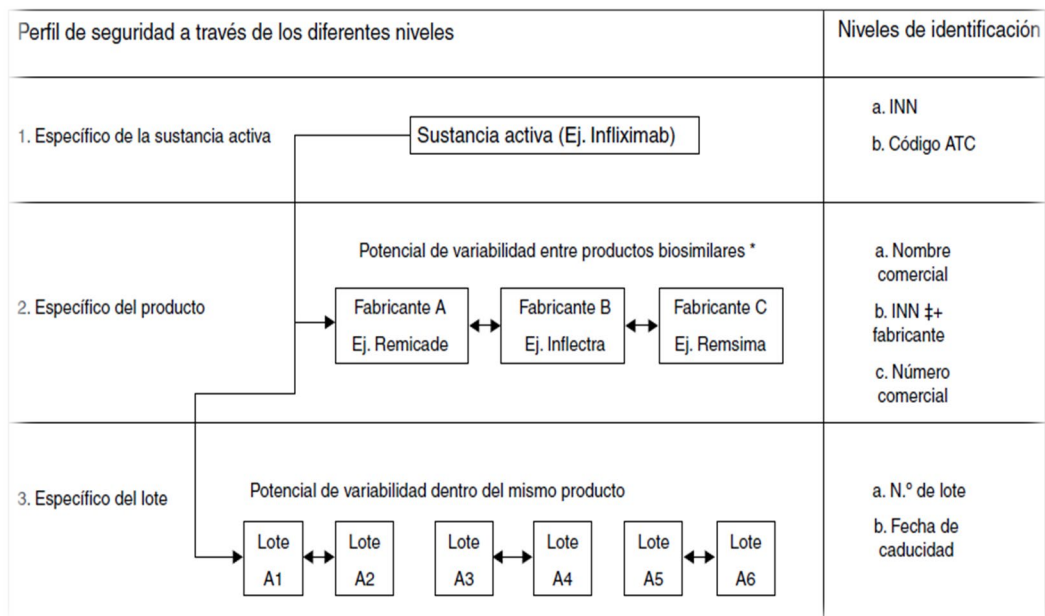 Perfil de seguridad a través de los diferentes niveles
Niveles de identificación
1. Específico de la sustancia activa
Sustancia activa (Ej. Infliximab)
a. INN
b. Código ATC
Potencial de variabilidad entre productos biosimilares *
2. Específico del producto
Fabricante A
Ej. Remicade
Fabricante B
Ej. Inflectra
Fabricante C
Ej. Remsima
a. Nombre
comercial
b. INN ‡+
fabricante
c. Número
comercial
3. Específico del lote
Potencial de variabilidad dentro del mismo producto
Lote
A1
Lote
A2
Lote
A3
Lote
A4
Lote
A5
Lote
A6
a. N.º de lote
b. Fecha de
caducidad